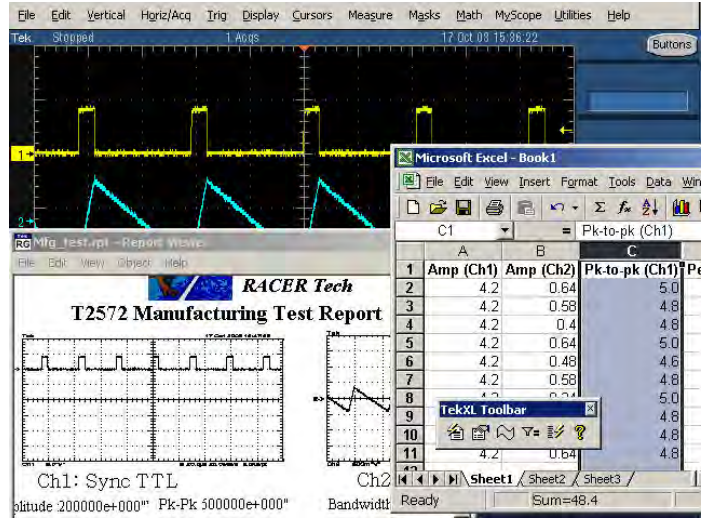 File Edit Vertical Horiz/Acq Trig Display Cursors Measure Masks Math MyScope Utilities Help
Tek Stopped 1 Acqs 17 Oct 08 15:36:22 Buttons
1
2
Microsoft Excel - Book1
File Edit View Insert Format Tools Data Win
C1 = Pk-to-pk (Ch1)
A B C
1 Amp (Ch1) Amp (Ch2) Pk-to-pk (Ch1) Pe
2 4.2 0.64 5.0
3 4.2 0.58 4.8
4 4.2 0.4 4.8
5 4.2 0.64 5.0
6 4.2 0.48 4.6
7 4.2 0.58 4.8
8 5.0
9 4.8
10 4.8
11 4.2 0.64 4.8
TekXL Toolbar
Sheet1 Sheet2 Sheet3
Ready Sum=48.4
RG Mfg_test.rpt - Report Viewer
File Edit View Object Help
RACER Tech
T2572 Manufacturing Test Report
Ch1: Sync TTL
Ch2
plitude :200000e+000" Pk-Pk 500000e+000"
Bandwidth